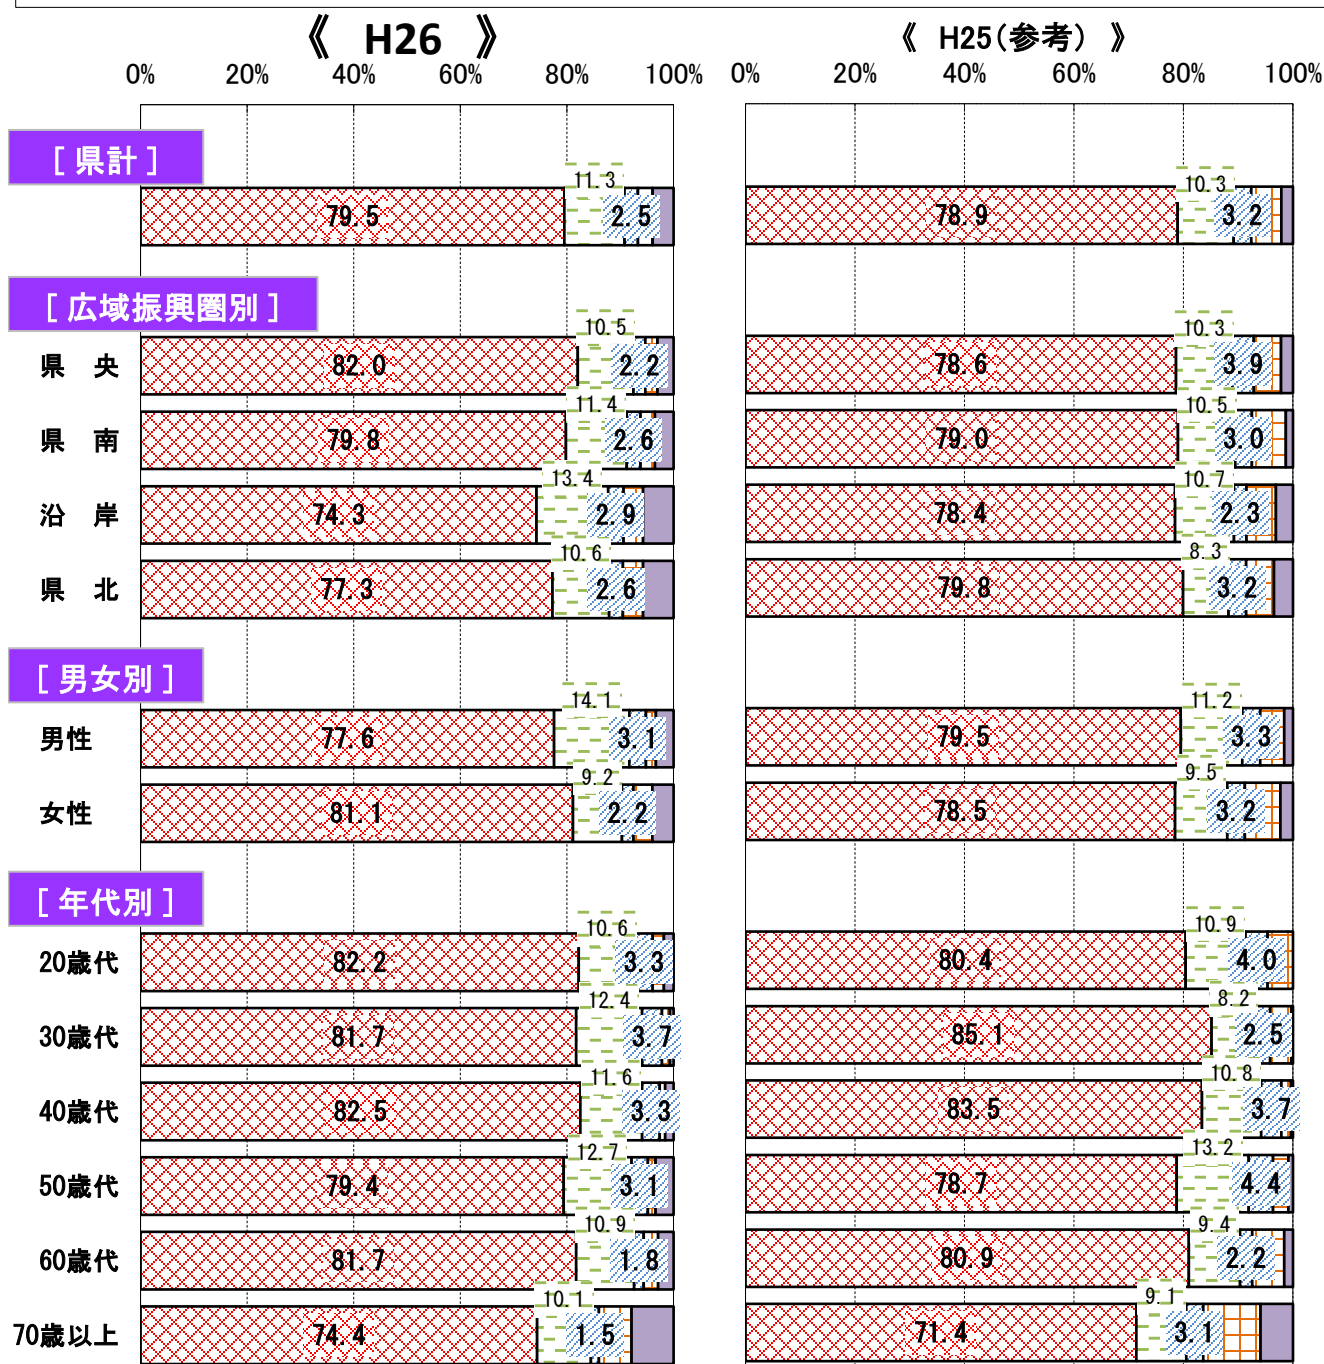 《 H26 》 《 H25(参考) 》
0% 20% 40% 60% 80% 100% 0% 20% 40% 60% 80% 100%
[ 県計 ]
11.3 10.3
79.5 2.5 78.9 3.2
[ 広域振興圏別 ]
10.5 10.3
県 央 82.0 2.2 78.6 3.9
11.4 10.5
県 南 79.8 2.6 79.0 3.0
13.4 10.7
沿 岸 74.3 2.9 78.4 2.3
10.6 8.3
県 北 77.3 2.6 79.8 3.2
[ 男女別 ]
14.1 11.2
男性 77.6 3.1 79.5 3.3
9.2 9.5
女性 81.1 2.2 78.5 3.2
[ 年代別 ]
10.6 10.9
20歳代 82.2 3.3 80.4 4.0
12.4 8.2
30歳代 81.7 3.7 85.1 2.5
11.6 10.8
40歳代 82.5 3.3 83.5 3.7
12.7 13.2
50歳代 79.4 3.1 78.7 4.4
10.9 9.4
60歳代 81.7 1.8 80.9 2.2
10.1 9.1
70歳以上 74.4 1.5 71.4 3.1